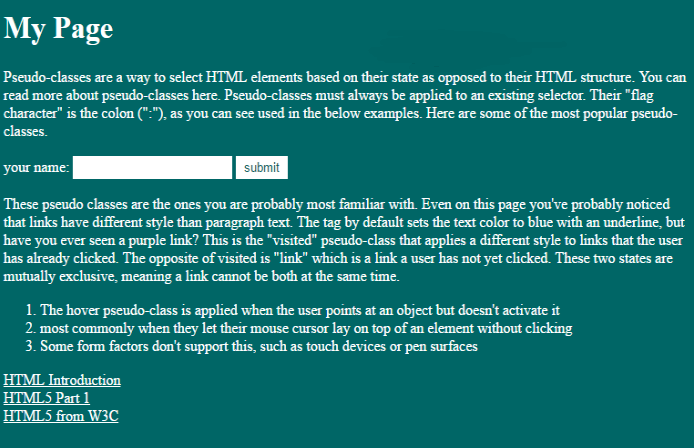 My Page
Pseudo-classes are a way to select HTML elements based on their state as opposed to their HTML structure. You can
read more about pseudo-classes here. Pseudo-classes must always be applied to an existing selector. Their "flag
character" is the colon (":"), as you can see used in the below examples. Here are some of the most popular pseudo-
classes.
your name: submit
These pseudo classes are the ones you are probably most familiar with. Even on this page you've probably noticed
that links have different style than paragraph text. The tag by default sets the text color to blue with an underline, but
have you ever seen a purple link? This is the "visited" pseudo-class that applies a different style to links that the user
has already clicked. The opposite of visited is "link" which is a link a user has not yet clicked. These two states are
mutually exclusive, meaning a link cannot be both at the same time.
1. The hover pseudo-class is applied when the user points at an object but doesn't activate it
2. most commonly when they let their mouse cursor lay on top of an element without clicking
3. Some form factors don't support this, such as touch devices or pen surfaces
HTML Introduction
HTML5 Part 1
HTML5 from W3C